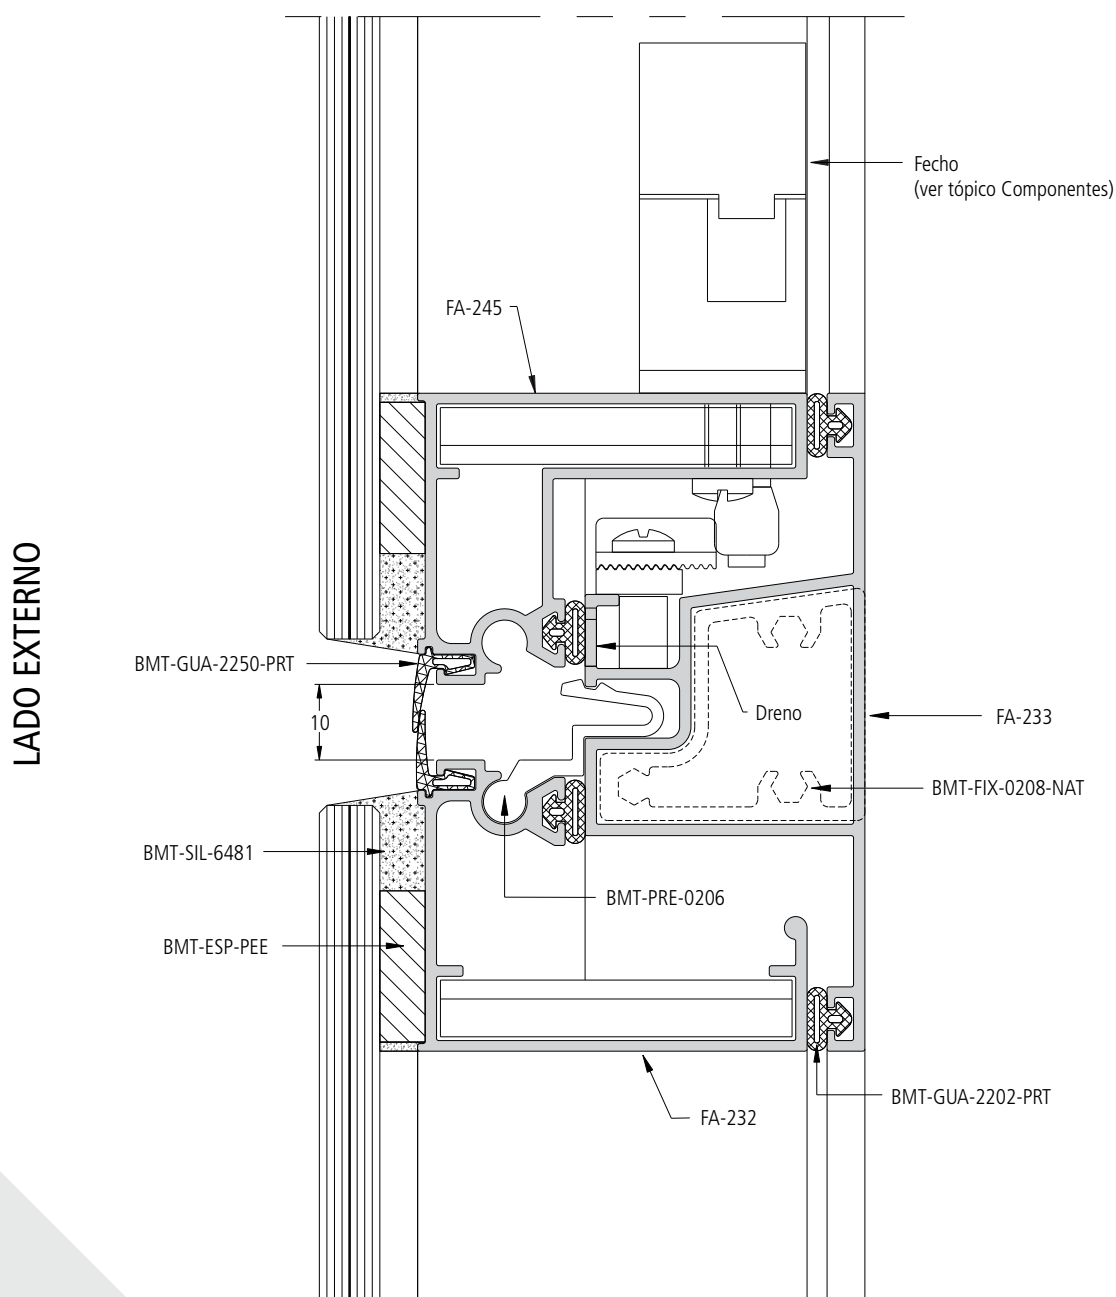 Fecho
(ver tópico Componentes)
FA-245
LADO EXTERNO
BMT-GUA-2250-PRT
10
Dreno
FA-233
BMT-FIX-0208-NAT
BMT-SIL-6481
BMT-PRE-0206
BMT-ESP-PEE
BMT-GUA-2202-PRT
FA-232